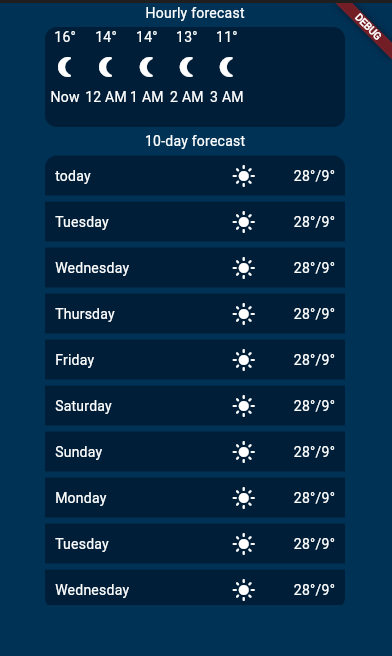 Hourly forecast
DEBUG
16° 14° 14° 13° 11°
Now 12 AM 1 AM 2 AM 3 AM
10-day forecast
today 28°/9°
Tuesday 28°/9°
Wednesday 28°/9°
Thursday 28°/9°
Friday 28°/9°
Saturday 28°/9°
Sunday 28°/9°
Monday 28°/9°
Tuesday 28°/9°
Wednesday 28°/9°